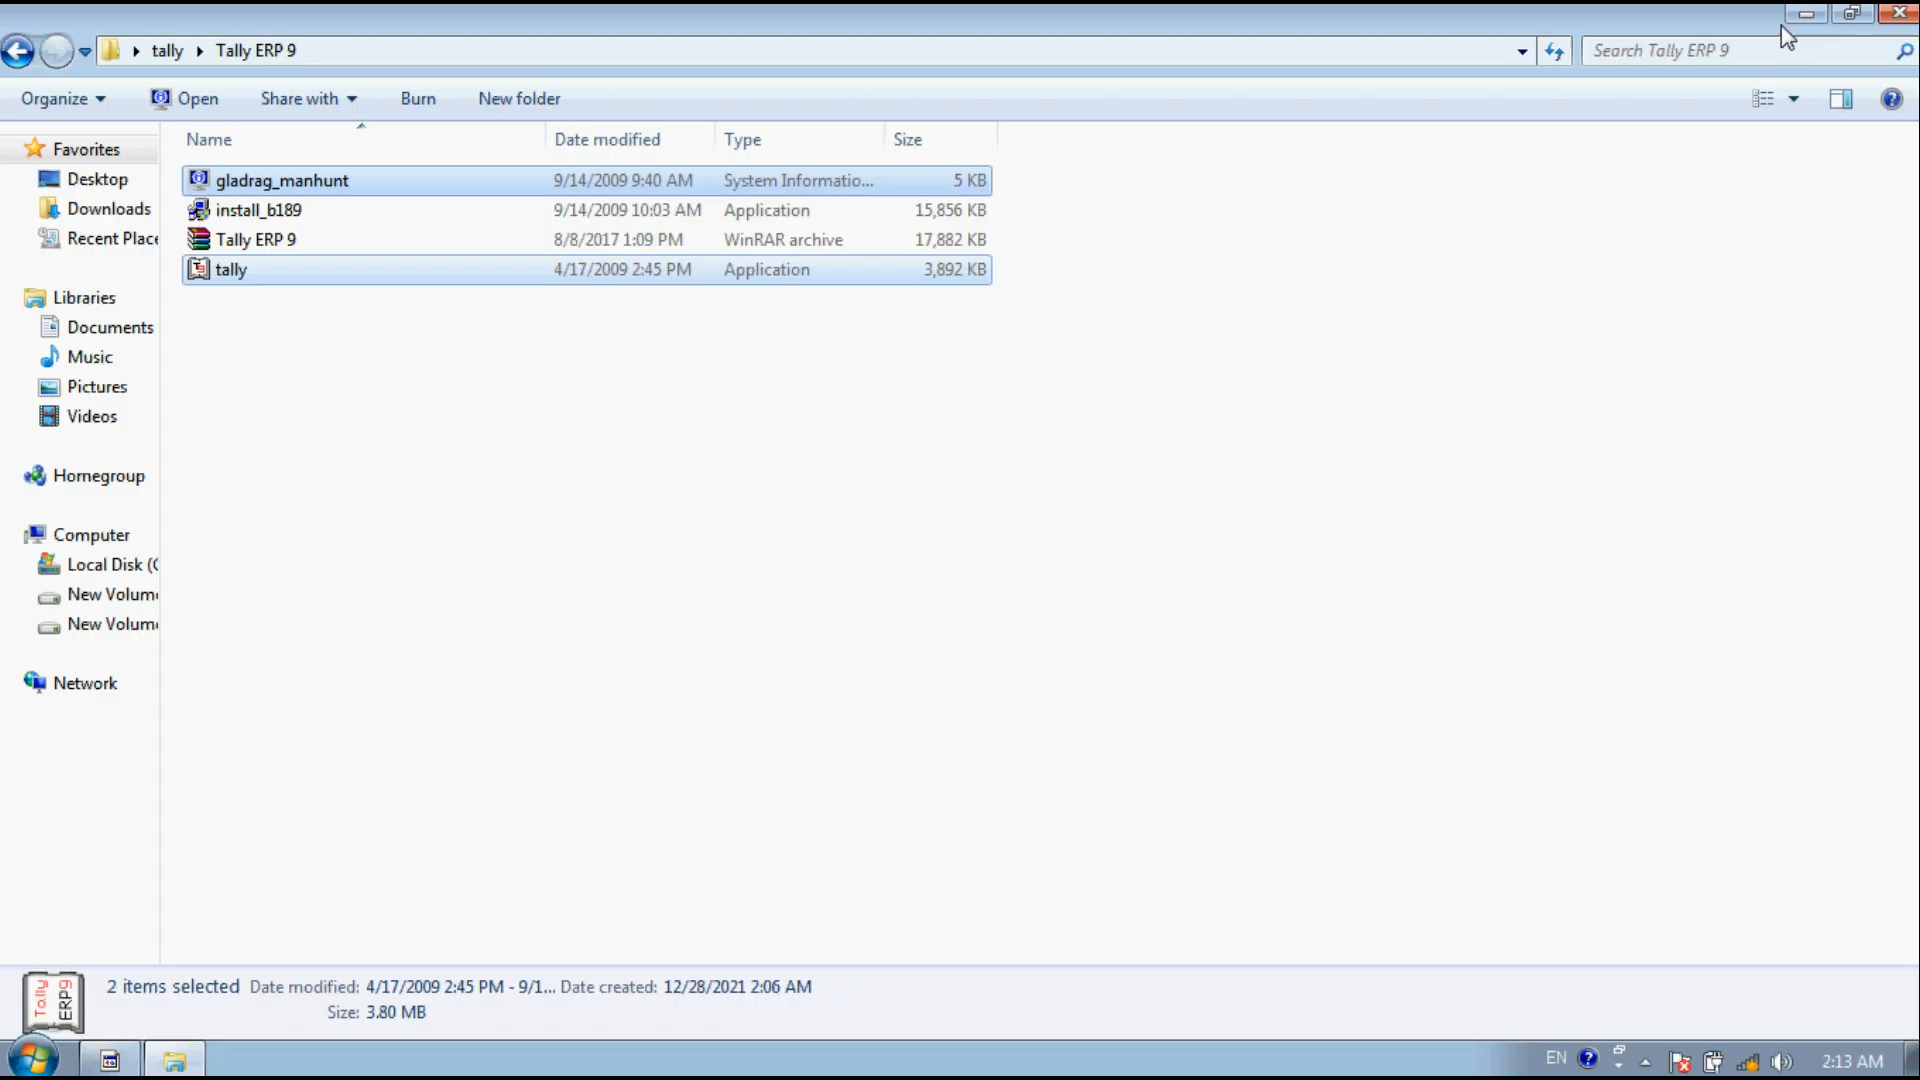 tally Tally ERP 9 Search Tally ERP 9
Organize Open Share with Burn New folder
Name Date modified Type Size
Favorites
Desktop
Downloads
Recent Place
Libraries
Documents
Music
Pictures
Videos
Homegroup
Computer
Local Disk (C
New Volume
New Volume
Network
gladrag_manhunt 9/14/2009 9:40 AM System Informatio... 5 KB
install_b189 9/14/2009 10:03 AM Application 15,856 KB
Tally ERP 9 8/8/2017 1:09 PM WinRAR archive 17,882 KB
tally 4/17/2009 2:45 PM Application 3,892 KB
Tally
ERP9
2 items selected Date modified: 4/17/2009 2:45 PM - 9/1... Date created: 12/28/2021 2:06 AM
Size: 3.80 MB
EN 2:13 AM